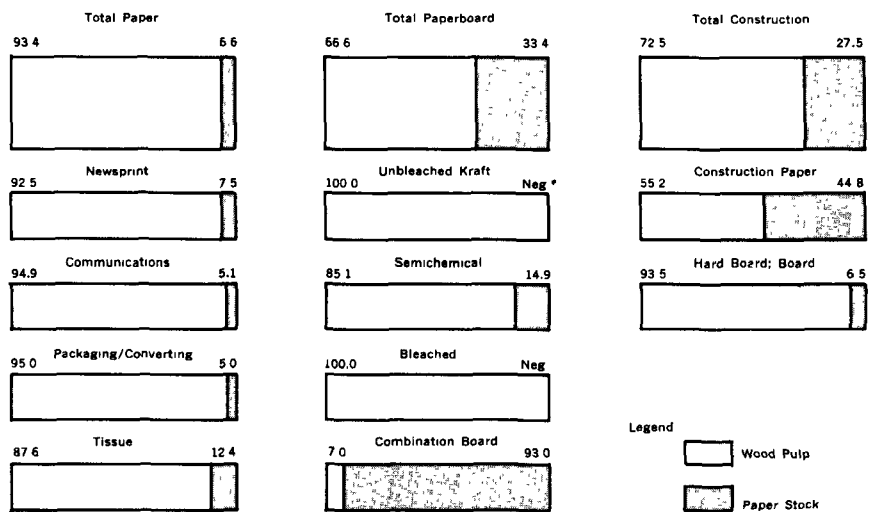 Total Paper
93 4 6 6
Newsprint
92 5 7 5
Communications
94.9 5.1
Packaging/Converting
95 0 5 0
Tissue
87 6 12 4
Total Paperboard
66 6 33 4
Unbleached Kraft
100 0 Neg *
Semichemical
85 1 14.9
Bleached
100.0 Neg
Combination Board
7 0 93 0
Total Construction
72 5 27.5
Construction Paper
55 2 44 8
Hard Board; Board
93 5 6 5
Legend
Wood Pulp
Paper Stock